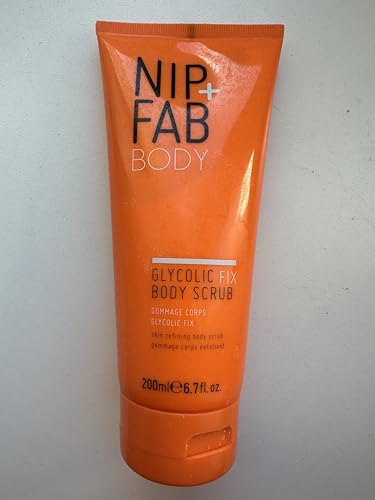 NIP+
FAB
BODY
GLYCOLIC FIX
BODY SCRUB
GOMMAGE CORPS
GLYCOLIC FIX
skin refining body scrub
gommage corps exfoliant
200ml℮6.7fl.oz.